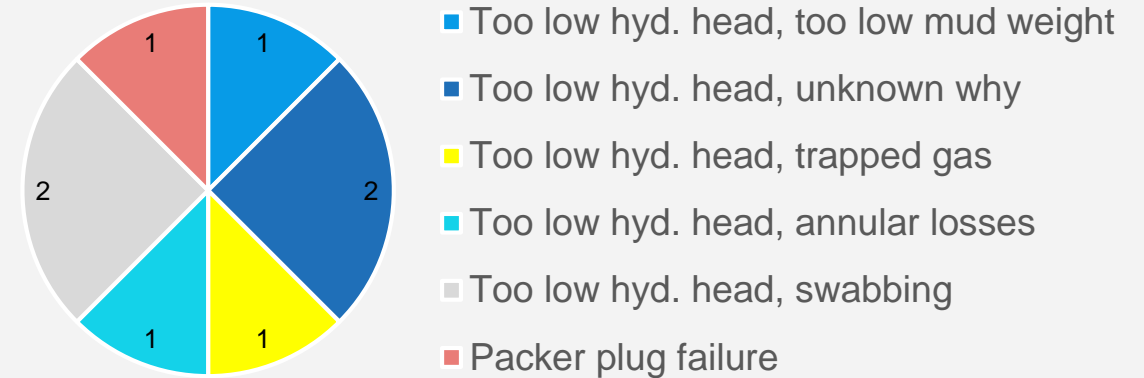 1
1
2
2
1
1
Too low hyd. head, too low mud weight
Too low hyd. head, unknown why
Too low hyd. head, trapped gas
Too low hyd. head, annular losses
Too low hyd. head, swabbing
Packer plug failure